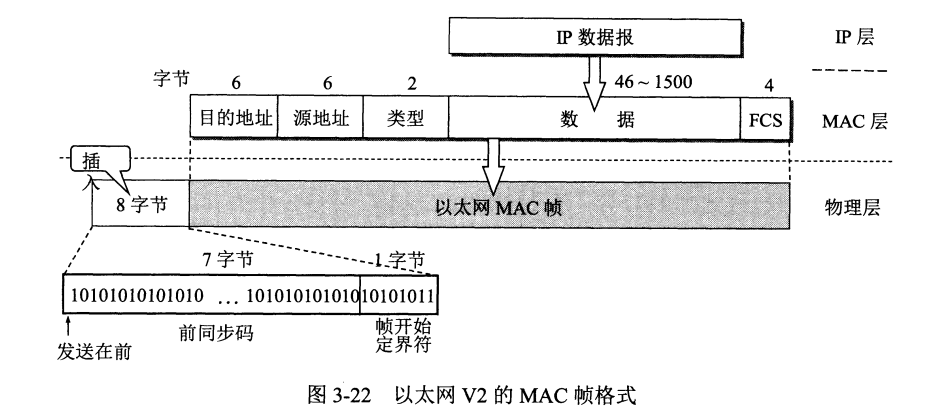 IP 数据报
IP 层
字节
6
6
2
46~1500
4
目的地址
源地址
类型
数 据
FCS
MAC 层
插
入
8 字节
以太网 MAC 帧
物理层
7 字节
1 字节
10101010101010 … 101010101010
10101011
前同步码
帧开始
定界符
发送在前
图 3-22 以太网 V2 的 MAC 帧格式